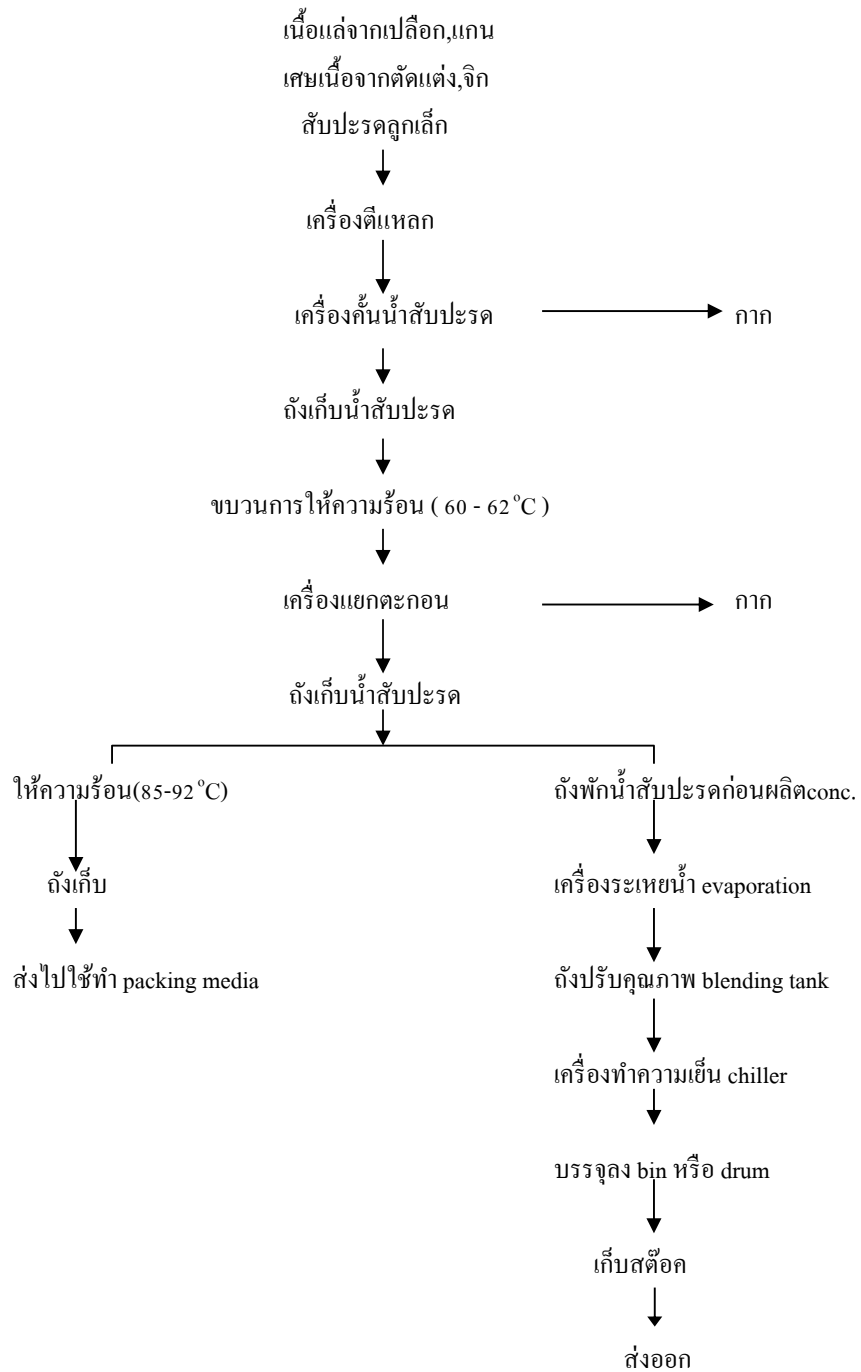 เนื้อแล่จากเปลือก,แกน
เศษเนื้อจากตัดแต่ง,จิก
สับปะรดลูกเล็ก
เครื่องตีแหลก
เครื่องคั้นน้ำสับปะรด
กาก
ถังเก็บน้ำสับปะรด
ขบวนการให้ความร้อน ( 60 - 62 °C )
เครื่องแยกตะกอน
กาก
ถังเก็บน้ำสับปะรด
ให้ความร้อน(85-92 °C)
ถังเก็บ
ส่งไปใช้ทำ packing media
ถังพักน้ำสับปะรดก่อนผลิตconc.
เครื่องระเหยน้ำ evaporation
ถังปรับคุณภาพ blending tank
เครื่องทำความเย็น chiller
บรรจุลง bin หรือ drum
เก็บสต๊อค
ส่งออก